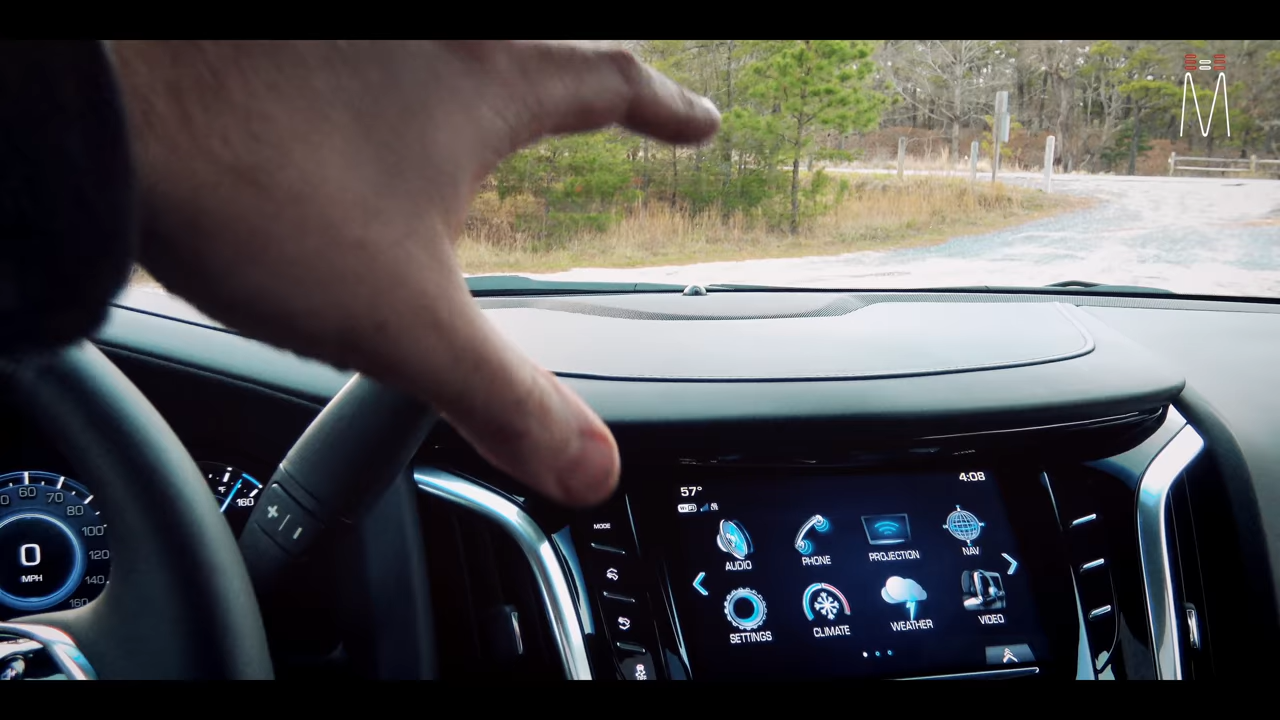 M
57°
4:08
WiFi
MODE
AUDIO
PHONE
PROJECTION
NAV
SETTINGS
CLIMATE
WEATHER
VIDEO
60
70
80
100
120
140
160
0
MPH
°F
160
+
-